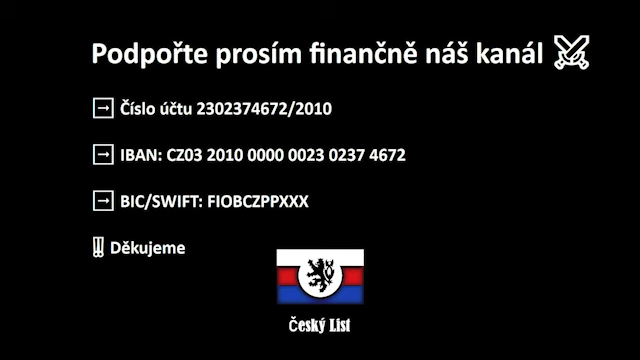 Podpořte prosím finančně náš kanál
Číslo účtu 2302374672/2010
IBAN: CZ03 2010 0000 0023 0237 4672
BIC/SWIFT: FIOBCZPPXXX
Děkujeme
Český List